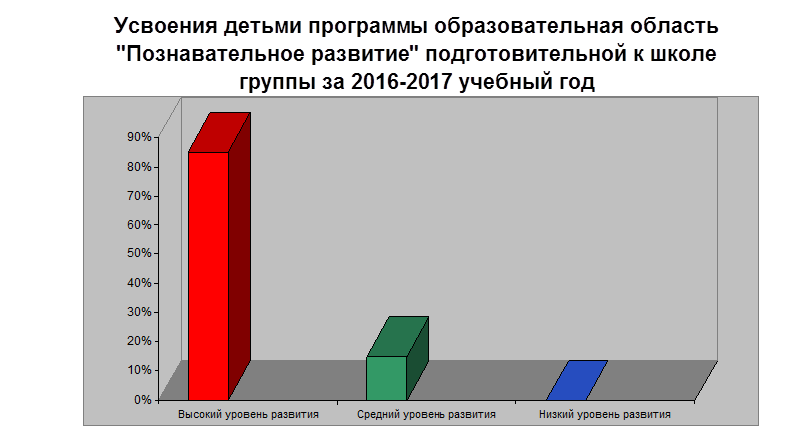 Усвоения детьми программы образовательная область
"Познавательное развитие" подготовительной к школе
группы за 2016-2017 учебный год
90%
80%
70%
60%
50%
40%
30%
20%
10%
0%
Высокий уровень развития
Средний уровень развития
Низкий уровень развития